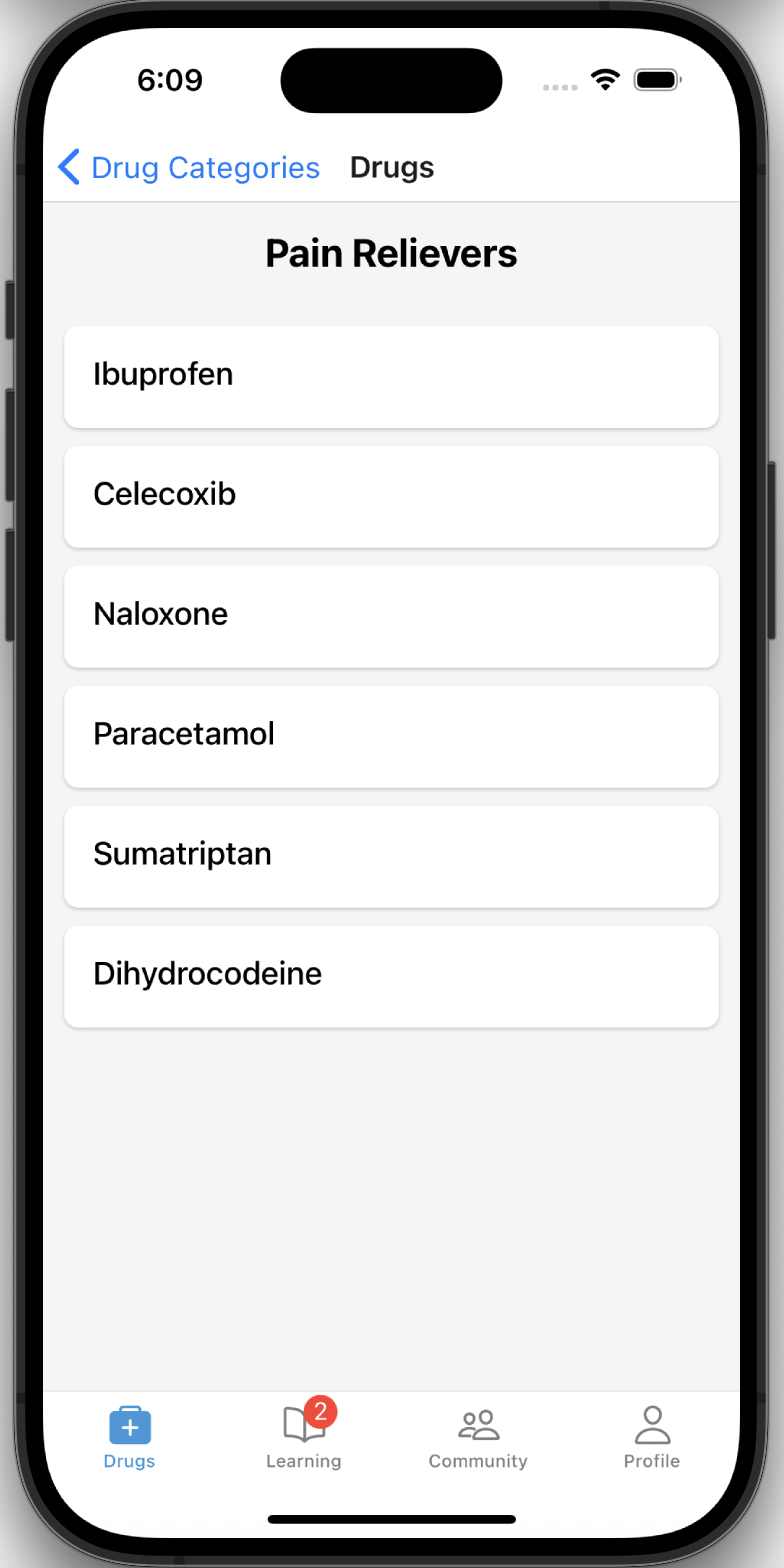 6:09
Drug Categories Drugs
Pain Relievers
Ibuprofen
Celecoxib
Naloxone
Paracetamol
Sumatriptan
Dihydrocodeine
2
Drugs Learning Community Profile